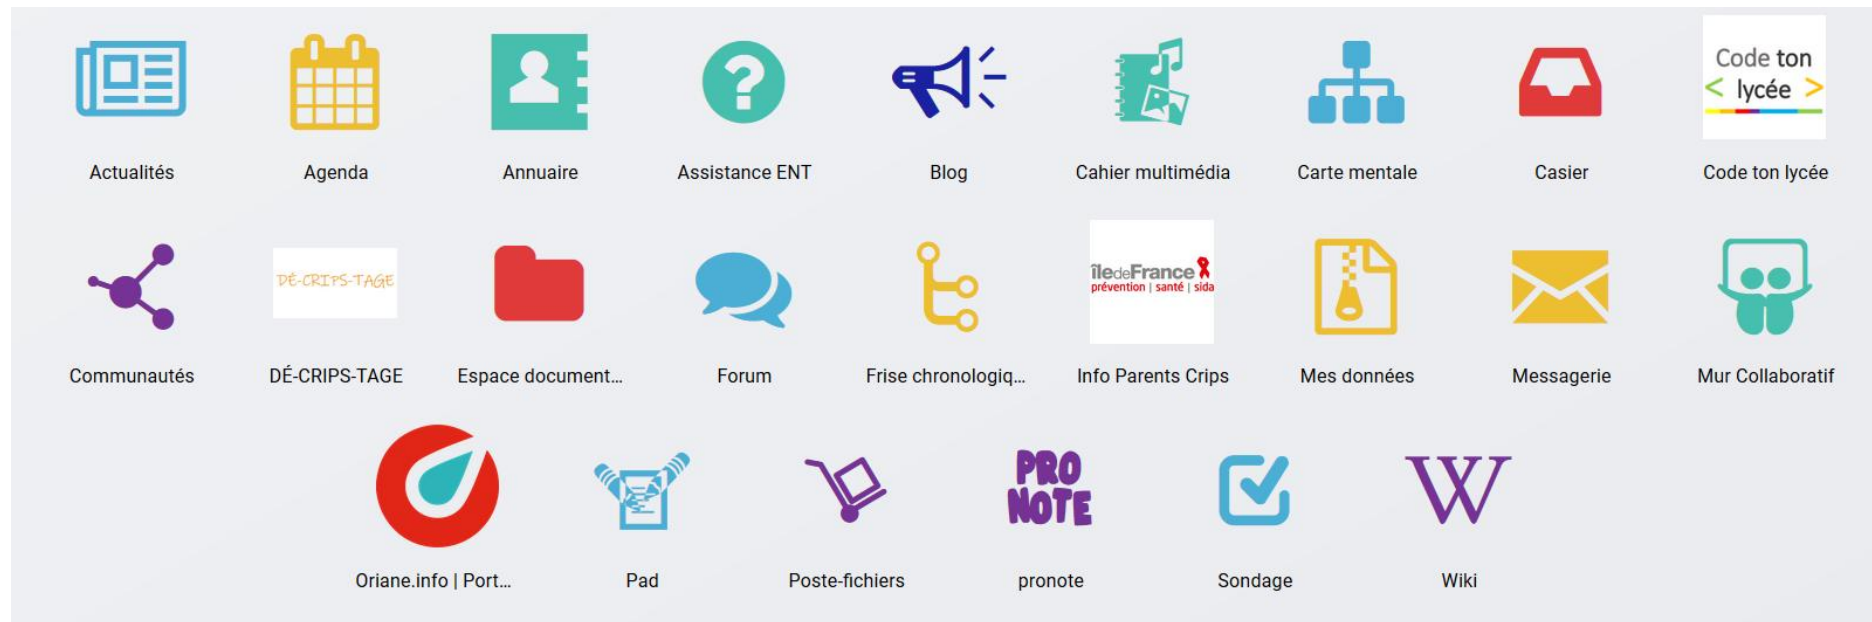 Code ton
< lycée >
Actualités
Agenda
Annuaire
Assistance ENT
Blog
Cahier multimédia
Carte mentale
Casier
Code ton lycée
DÉ-CRIPS-TAGE
îledeFrance
prévention | santé | sida
Communautés
DÉ-CRIPS-TAGE
Espace document...
Forum
Frise chronologiq...
Info Parents Crips
Mes données
Messagerie
Mur Collaboratif
PRO
NOTE
W
Oriane.info | Port...
Pad
Poste-fichiers
pronote
Sondage
Wiki